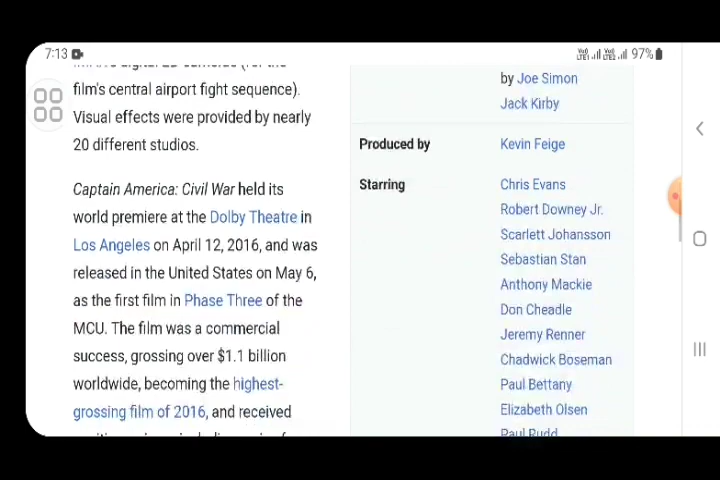 7:13
97%
film's central airport fight sequence).
Visual effects were provided by nearly
20 different studios.
Captain America: Civil War held its
world premiere at the Dolby Theatre in
Los Angeles on April 12, 2016, and was
released in the United States on May 6,
as the first film in Phase Three of the
MCU. The film was a commercial
success, grossing over $1.1 billion
worldwide, becoming the highest-
grossing film of 2016, and received
by Joe Simon
Jack Kirby
Produced by Kevin Feige
Starring Chris Evans
Robert Downey Jr.
Scarlett Johansson
Sebastian Stan
Anthony Mackie
Don Cheadle
Jeremy Renner
Chadwick Boseman
Paul Bettany
Elizabeth Olsen
Paul Rudd